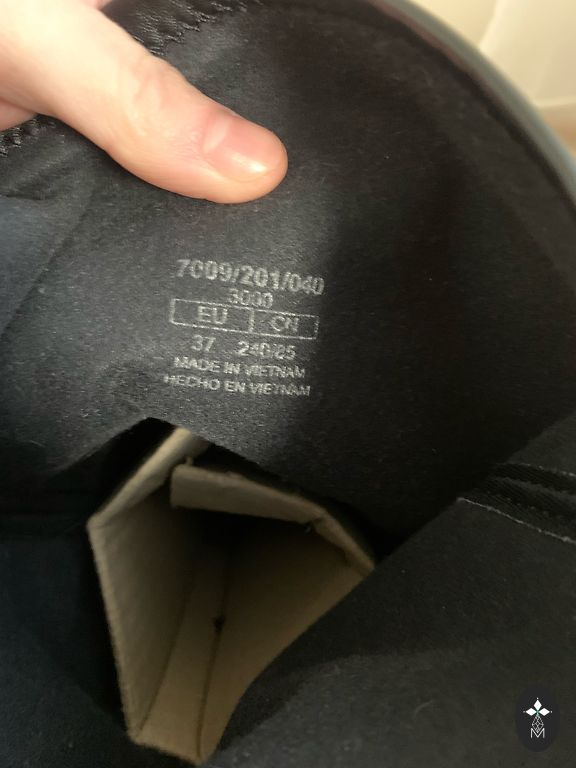 7009/201/040
3000
EU CN
37 240/85
MADE IN VIETNAM
HECHO EN VIETNAM
M